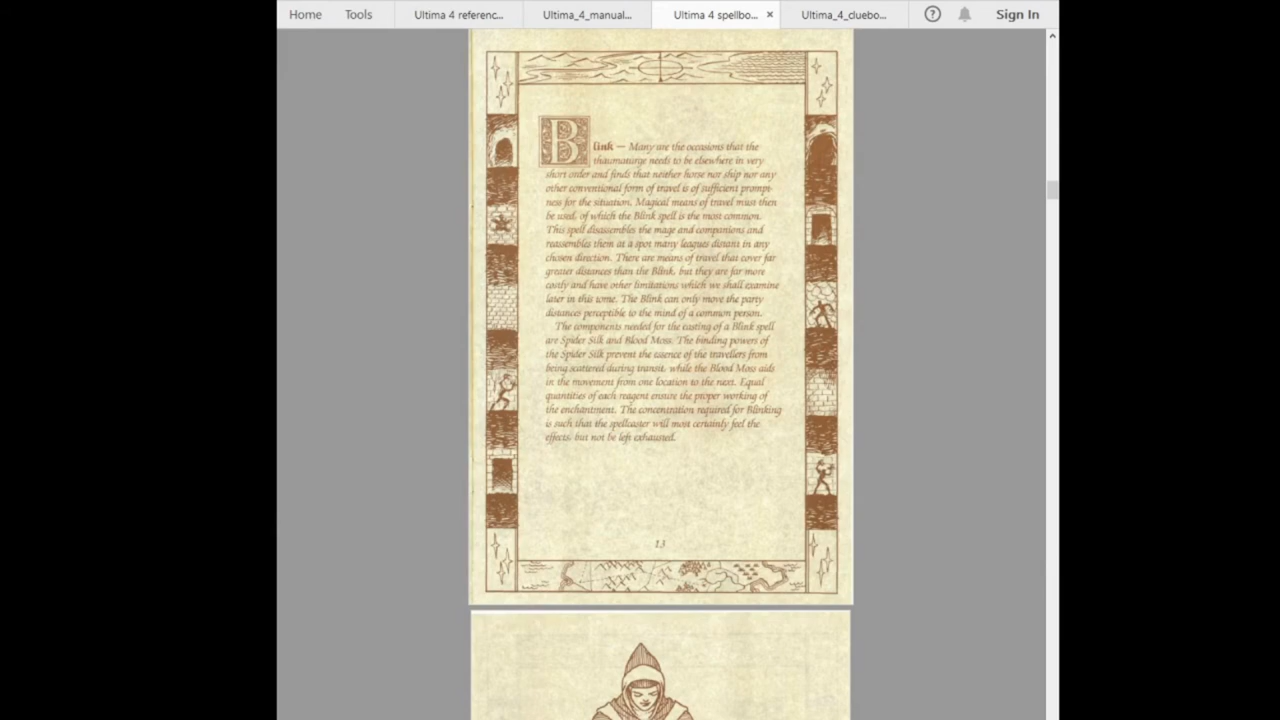 Home Tools Ultima 4 referenc... Ultima_4_manual... Ultima 4 spellbo... × Ultima_4_cluebo... ? Sign In
Blink — Many are the occasions that the
thaumaturge needs to be elsewhere in very
short order and finds that neither horse nor ship nor any
other conventional form of travel is of sufficient prompt-
ness for the situation. Magical means of travel must then
be used, of which the Blink spell is the most common.
This spell disassembles the mage and companions and
reassembles them at a spot many leagues distant in any
chosen direction. There are means of travel that cover far
greater distances than the Blink, but they are far more
costly and have other limitations which we shall examine
later in this tome. The Blink can only move the party
distances perceptible to the mind of a common person.
The components needed for the casting of a Blink spell
are Spider Silk and Blood Moss. The binding powers of
the Spider Silk prevent the essence of the travellers from
being scattered during transit, while the Blood Moss aids
in the movement from one location to the next. Equal
quantities of each reagent ensure the proper working of
the enchantment. The concentration required for Blinking
is such that the spellcaster will most certainly feel the
effects, but not be left exhausted.
13